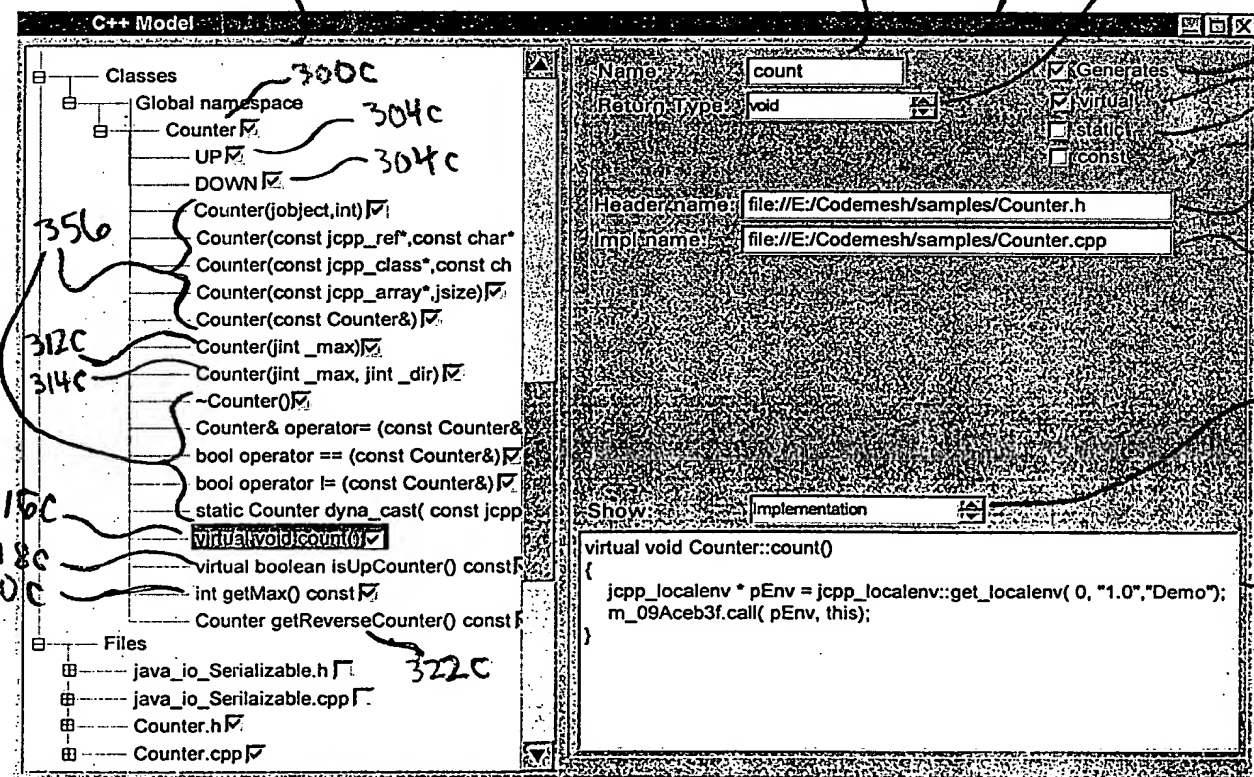 C++ Model
Classes
300C
Global namespace
Counter
304C
UP
DOWN
304C
Counter(jobject,int)
356
Counter(const jcpp_ref*,const char*
Counter(const jcpp_class*,const ch
Counter(const jcpp_array*,jsize)
Counter(const Counter&)
312C
Counter(jint _max)
314C
Counter(jint _max, jint _dir)
~Counter()
Counter& operator= (const Counter&
bool operator == (const Counter&)
bool operator != (const Counter&)
static Counter dyna_cast( const jcpp
16C
virtual void count()
18C
virtual boolean isUpCounter() const
0C
int getMax() const
Counter getReverseCounter() const
322C
Files
java_io_Serializable.h
java_io_Serilaizable.cpp
Counter.h
Counter.cpp
Name: count
Generates
Return Type: void
virtual
static
const
Header name: file://E:/Codemesh/samples/Counter.h
Impl name: file://E:/Codemesh/samples/Counter.cpp
Show: Implementation
virtual void Counter::count()
{
jcpp_localenv * pEnv = jcpp_localenv::get_localenv( 0, "1.0","Demo");
m_09Aceb3f.call( pEnv, this);
}